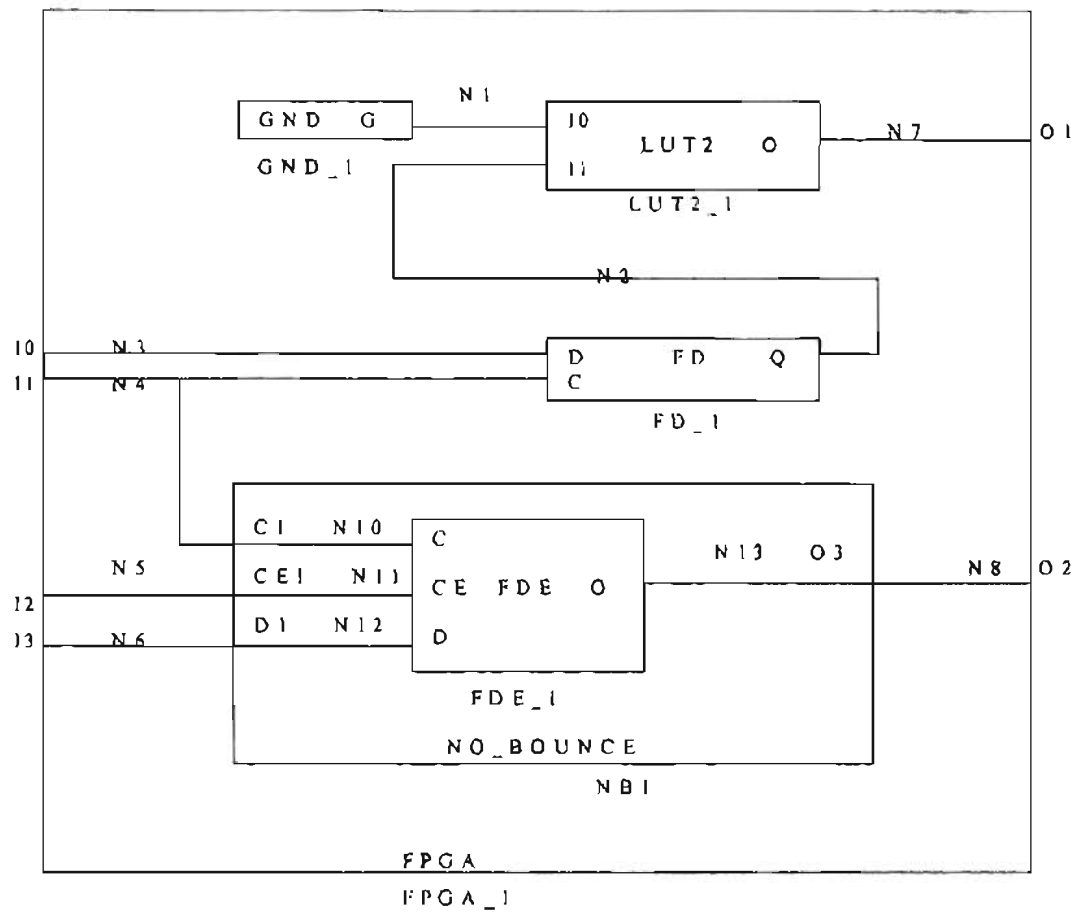 N1
GND G
I0
LUT2 O
N7
O1
GND_1
I1
LUT2_1
N2
I0
N3
D FD Q
I1
N4
C
FD_1
C1 N10
C
N13 O3
N5
CE1 N11
CE FDE O
N8
O2
I2
D1 N12
D
I3
N6
FDE_1
NO_BOUNCE
NB1
FPGA
FPGA_1